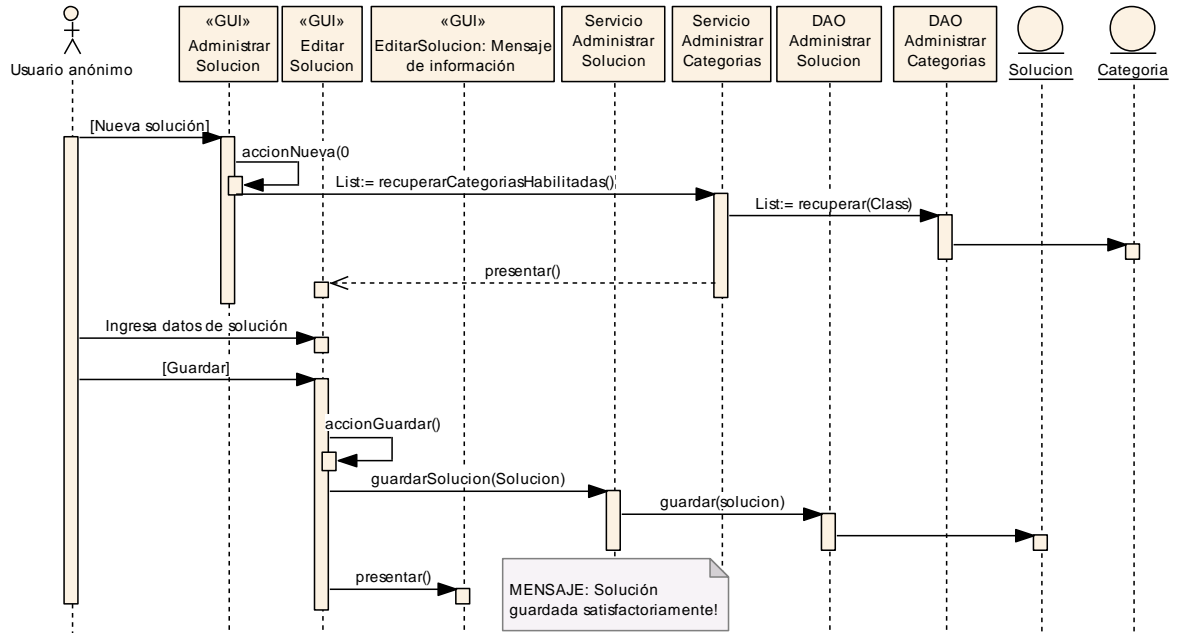 «GUI»
Administrar
Solucion
«GUI»
Editar
Solucion
«GUI»
EditarSolucion: Mensaje
de información
Servicio
Administrar
Solucion
Servicio
Administrar
Categorias
DAO
Administrar
Solucion
DAO
Administrar
Categorias
Usuario anónimo
Solucion
Categoria
[Nueva solución]
accionNueva(0
List:= recuperarCategoriasHabilitadas()
List:= recuperar(Class)
presentar()
Ingresa datos de solución
[Guardar]
accionGuardar()
guardarSolucion(Solucion)
guardar(solucion)
presentar()
MENSAJE: Solución
guardada satisfactoriamente!